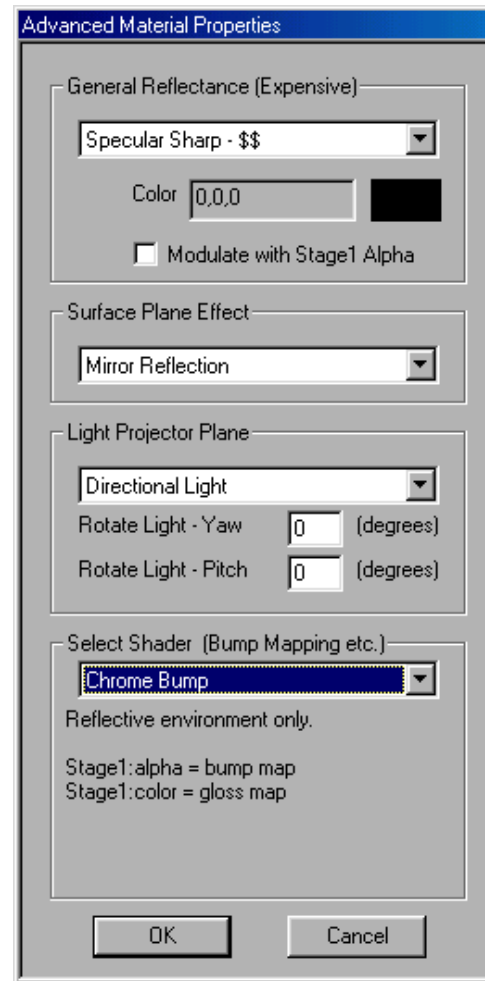 Advanced Material Properties
General Reflectance (Expensive)
Specular Sharp - $$
Color 0,0,0
Modulate with Stage1 Alpha
Surface Plane Effect
Mirror Reflection
Light Projector Plane
Directional Light
Rotate Light - Yaw 0 (degrees)
Rotate Light - Pitch 0 (degrees)
Select Shader (Bump Mapping etc.)
Chrome Bump
Reflective environment only.
Stage1:alpha = bump map
Stage1:color = gloss map
OK Cancel